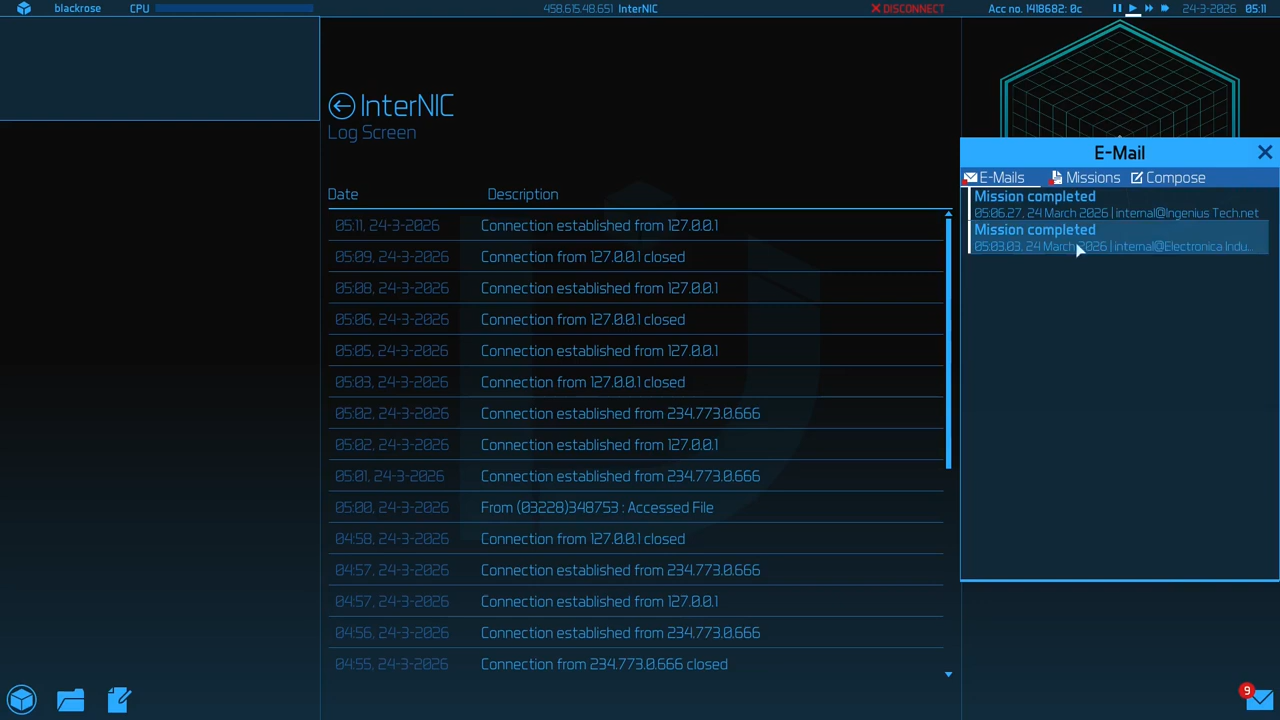 blackrose
CPU
458.615.48.651 InterNIC
DISCONNECT
Acc no. 1418682: 0c
24-3-2026 05:11
InterNIC
Log Screen
Date Description
05:11, 24-3-2026 Connection established from 127.0.0.1
05:09, 24-3-2026 Connection from 127.0.0.1 closed
05:08, 24-3-2026 Connection established from 127.0.0.1
05:06, 24-3-2026 Connection from 127.0.0.1 closed
05:05, 24-3-2026 Connection established from 127.0.0.1
05:03, 24-3-2026 Connection from 127.0.0.1 closed
05:02, 24-3-2026 Connection established from 234.773.0.666
05:02, 24-3-2026 Connection established from 127.0.0.1
05:01, 24-3-2026 Connection established from 234.773.0.666
05:00, 24-3-2026 From (03228)348753 : Accessed File
04:58, 24-3-2026 Connection from 127.0.0.1 closed
04:57, 24-3-2026 Connection established from 234.773.0.666
04:57, 24-3-2026 Connection established from 127.0.0.1
04:56, 24-3-2026 Connection established from 234.773.0.666
04:55, 24-3-2026 Connection from 234.773.0.666 closed
E-Mail
E-Mails Missions Compose
Mission completed
05:06.27, 24 March 2026 | internal@Ingenius Tech.net
Mission completed
05:03.03, 24 March 2026 | internal@Electronica Indu...
9